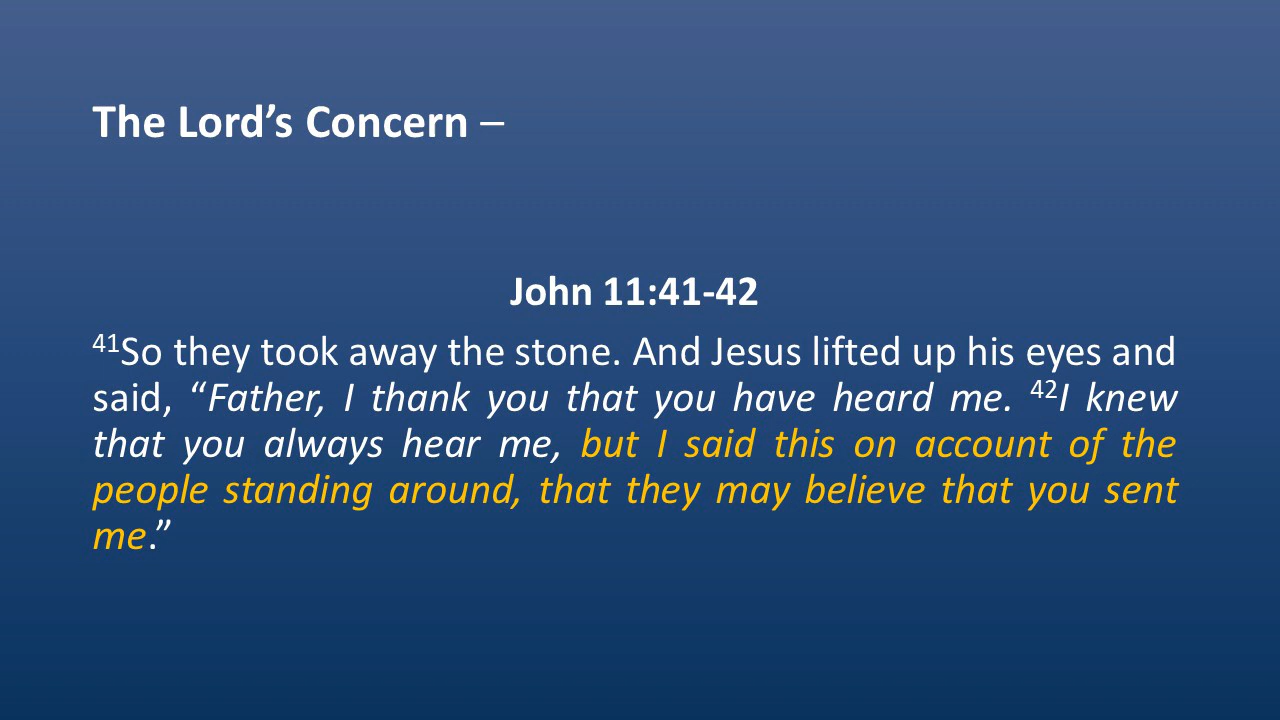 The Lord’s Concern –
John 11:41-42
41So they took away the stone. And Jesus lifted up his eyes and
said, “Father, I thank you that you have heard me. 42I knew
that you always hear me, but I said this on account of the
people standing around, that they may believe that you sent
me.”